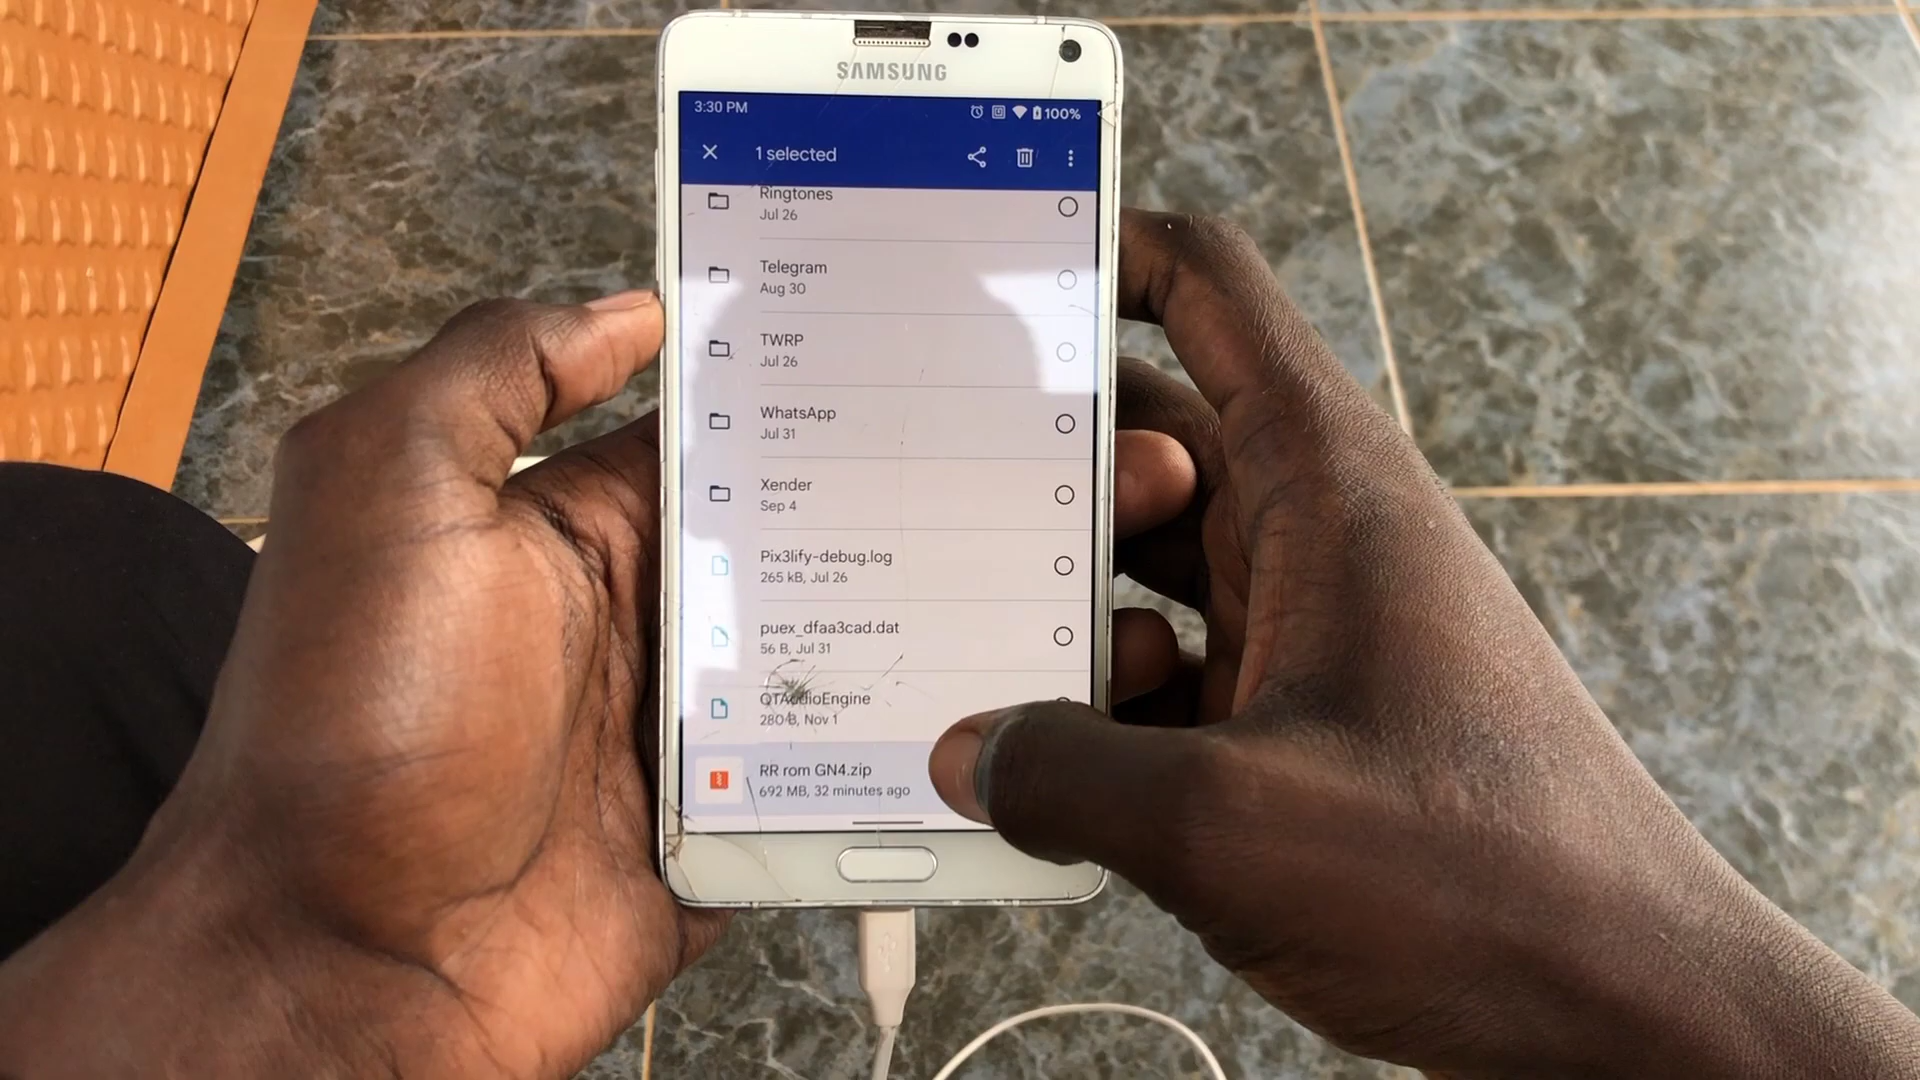 SAMSUNG
3:30 PM
100%
1 selected
Ringtones
Jul 26
Telegram
Aug 30
TWRP
Jul 26
WhatsApp
Jul 31
Xender
Sep 4
Pix3lify-debug.log
265 kB, Jul 26
puex_dfaa3cad.dat
56 B, Jul 31
QTAudioEngine
280 B, Nov 1
RR rom GN4.zip
692 MB, 32 minutes ago